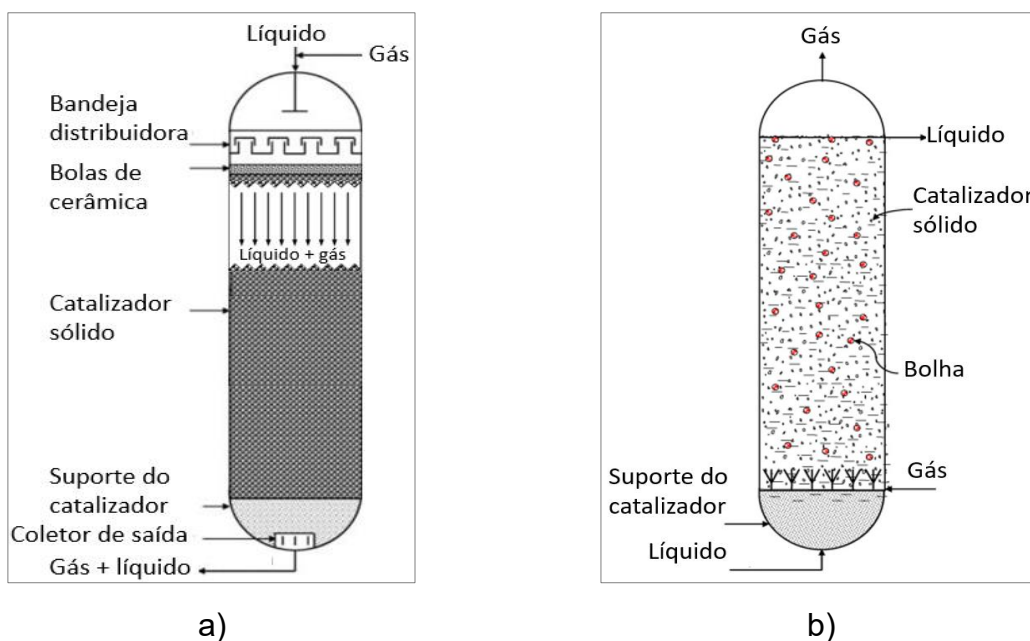 Líquido
Gás
Bandeja
distribuidora
Bolas de
cerâmica
Líquido + gás
Catalizador
sólido
Suporte do
catalizador
Coletor de saída
Gás + líquido
a)
Gás
Líquido
Catalizador
sólido
Bolha
Gás
Suporte do
catalizador
Líquido
b)